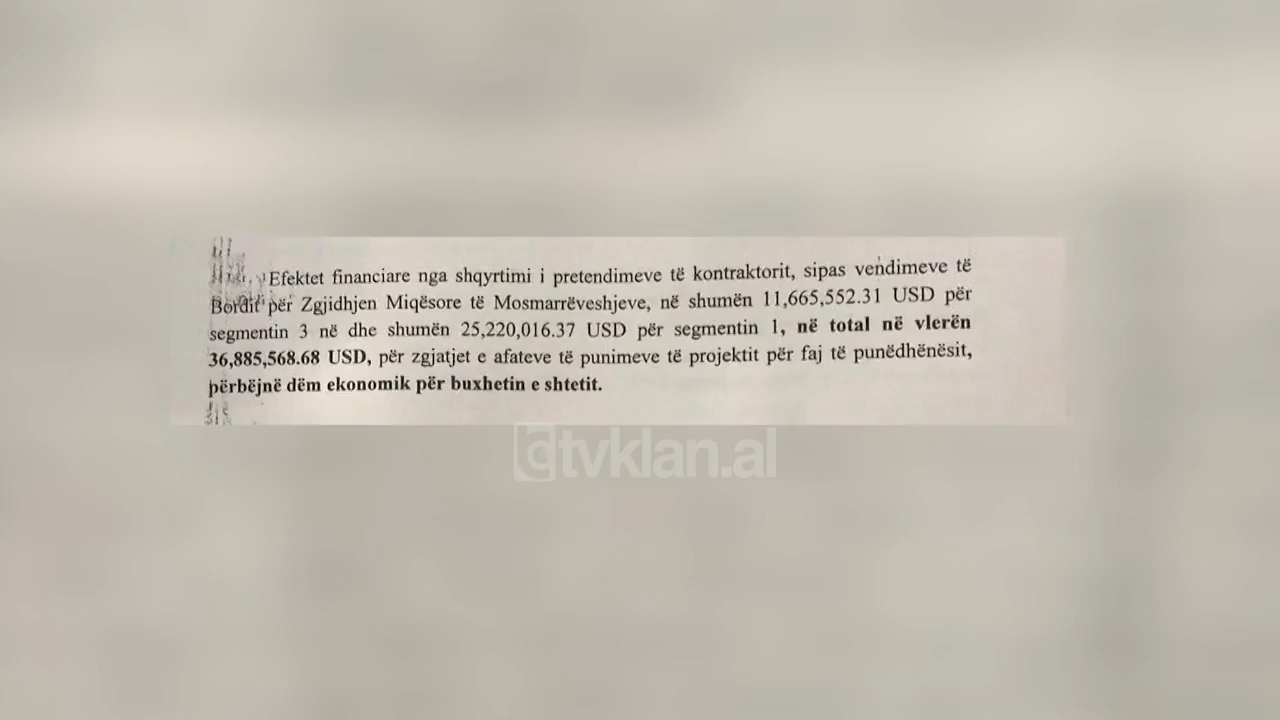 Efektet financiare nga shqyrtimi i pretendimeve të kontraktorit, sipas vendimeve të
Bordit për Zgjidhjen Miqësore të Mosmarrëveshjeve, në shumën 11,665,552.31 USD për
segmentin 3 në dhe shumën 25,220,016.37 USD për segmentin 1, në total në vlerën
36,885,568.68 USD, për zgjatjet e afateve të punimeve të projektit për faj të punëdhënësit,
përbëjnë dëm ekonomik për buxhetin e shtetit.
tvklan.al